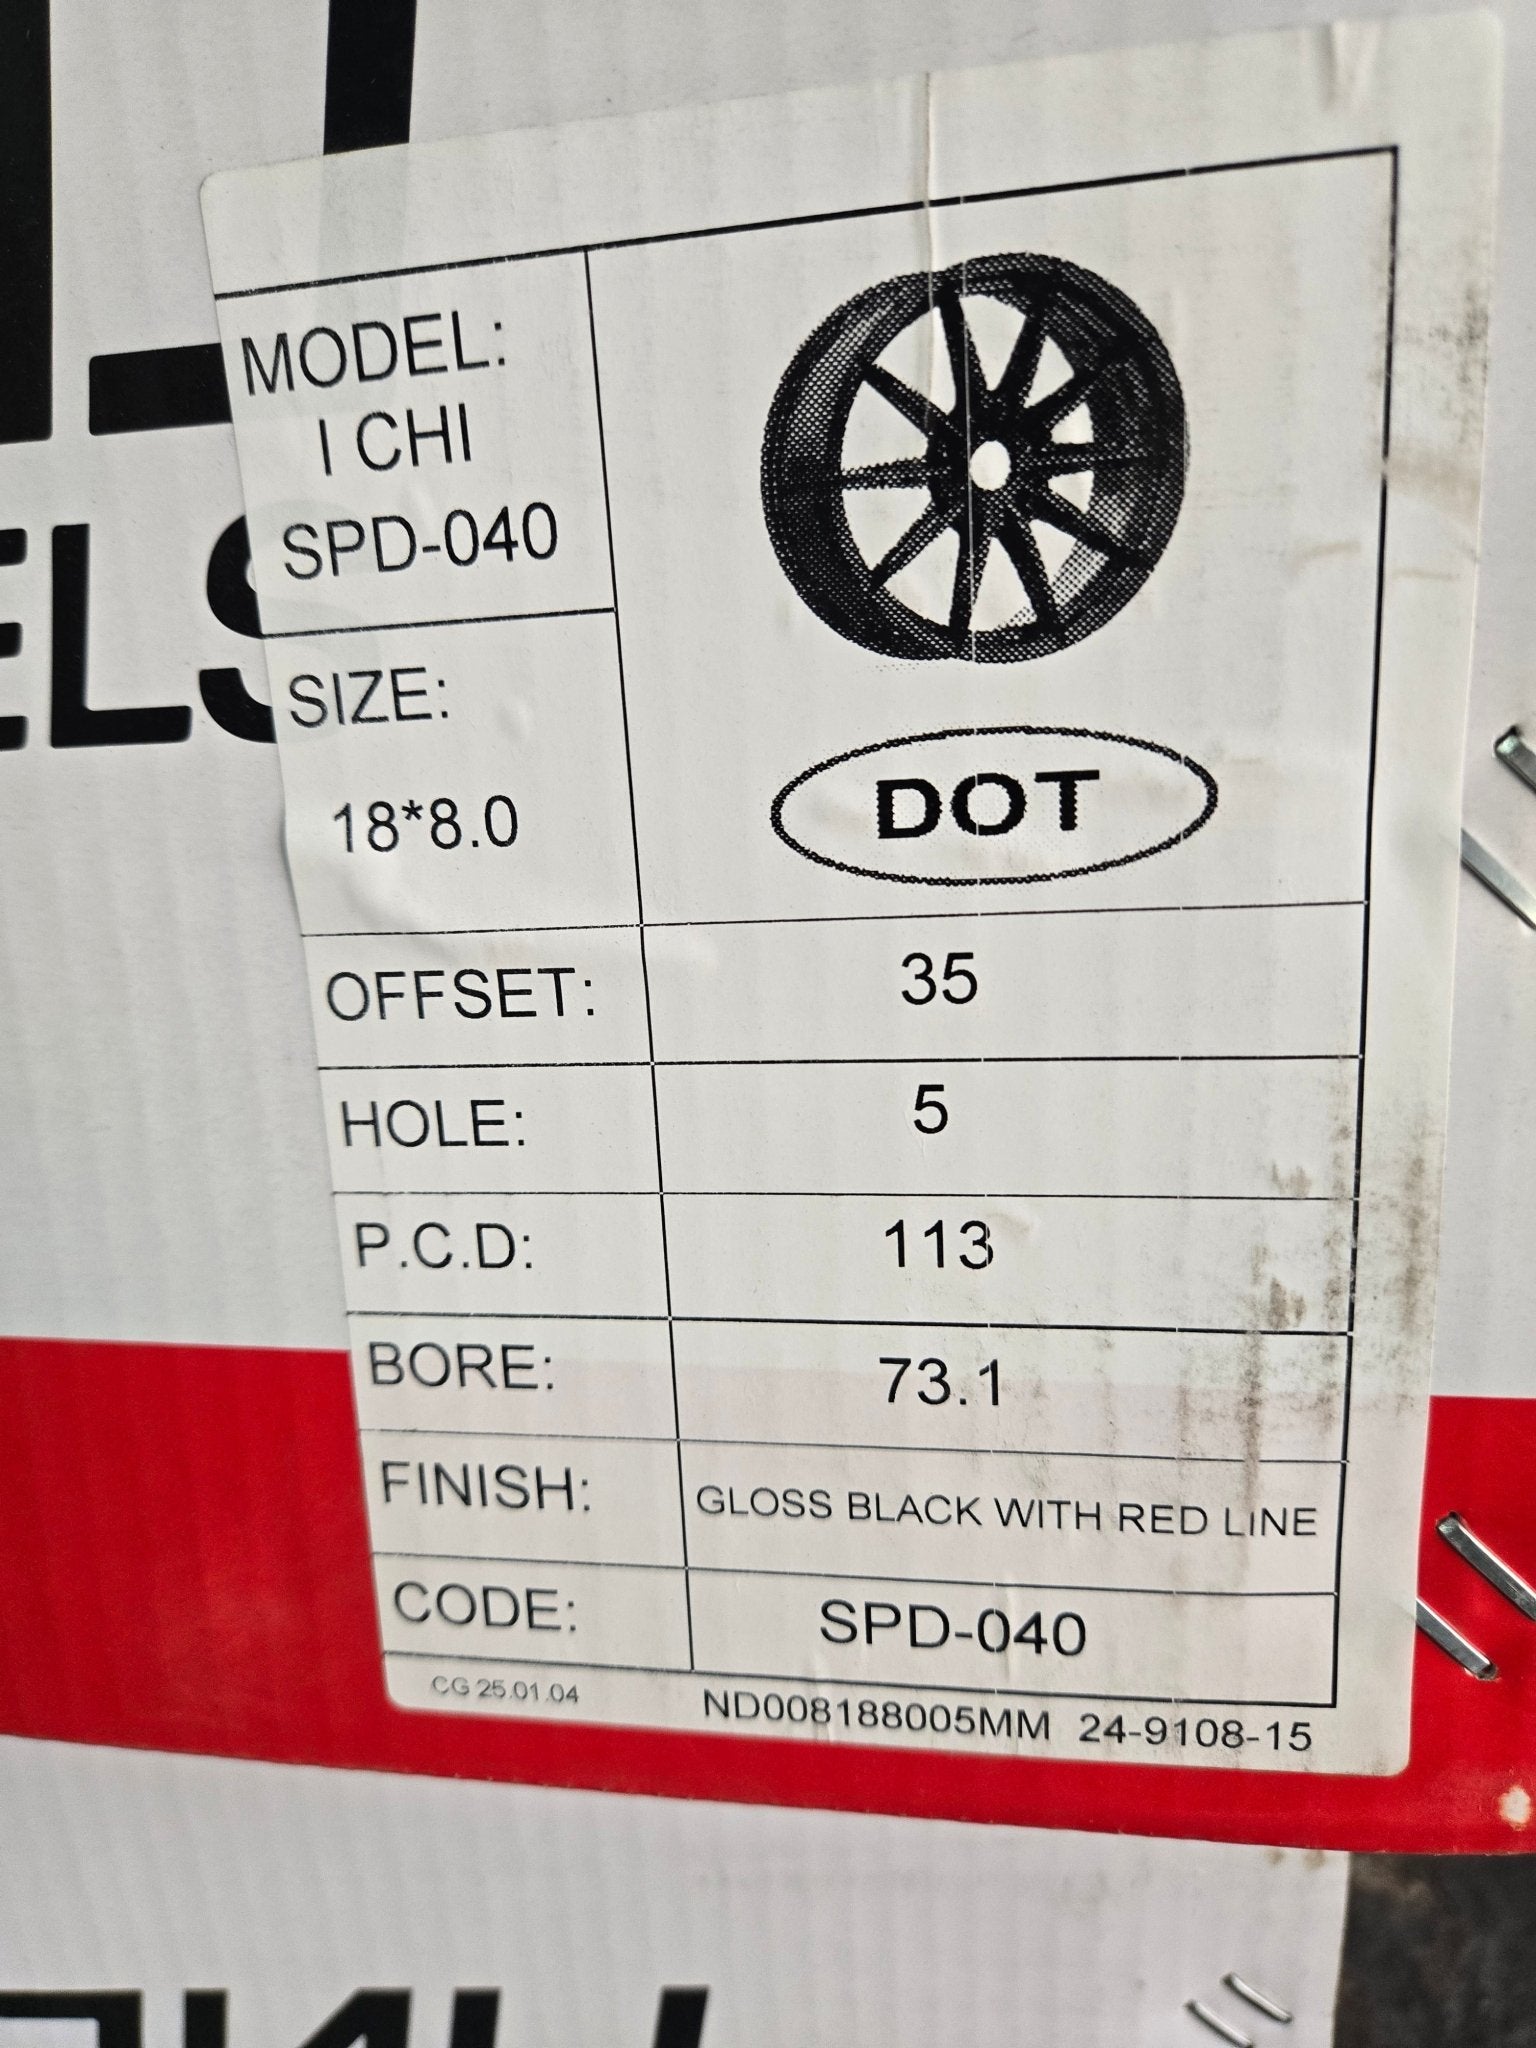 ELS
MODEL:
I CHI
SPD-040
SIZE:
18*8.0
DOT
OFFSET: 35
HOLE: 5
P.C.D: 113
BORE: 73.1
FINISH: GLOSS BLACK WITH RED LINE
CODE: SPD-040
CG 25.01.04 ND008188005MM 24-9108-15